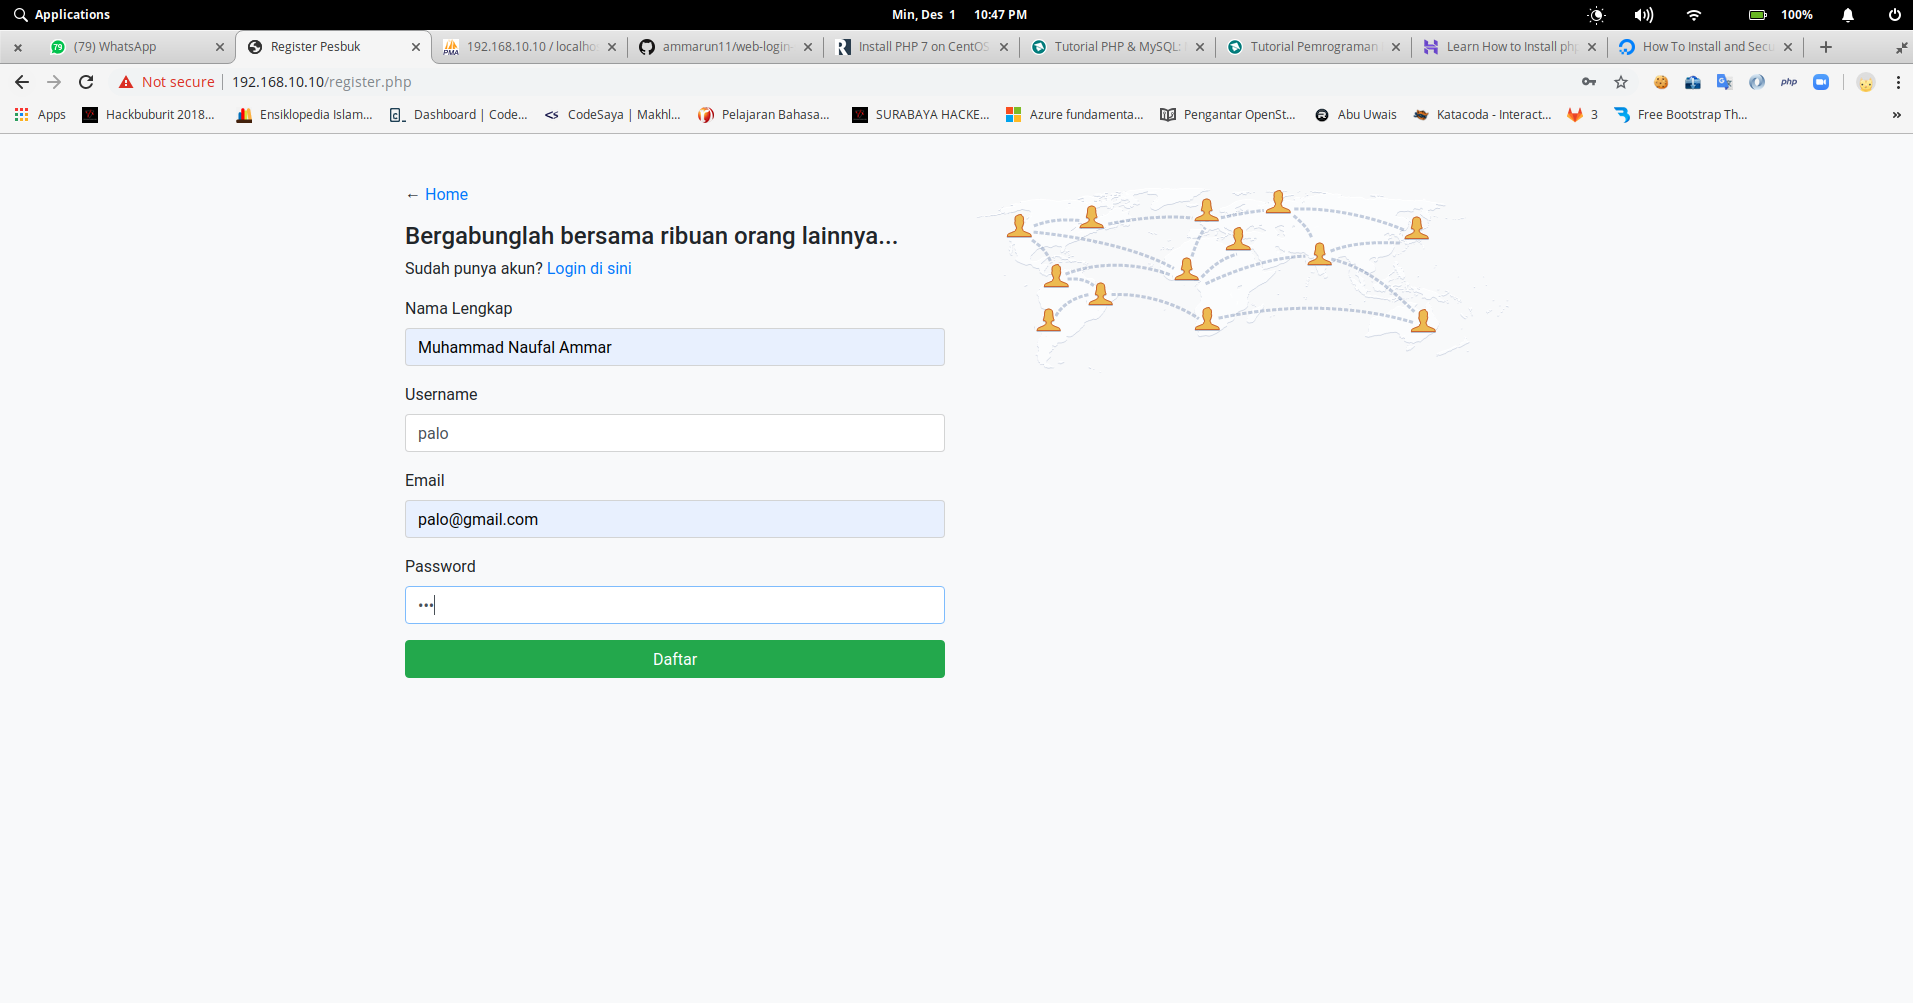 Applications
Min, Des 1 10:47 PM
100%
(79) WhatsApp
Register Pesbuk
192.168.10.10 / localho
ammarun11/web-login-
Install PHP 7 on CentOS
Tutorial PHP & MySQL:
Tutorial Pemrograman
Learn How to Install php
How To Install and Secu
Not secure
192.168.10.10/register.php
php
Apps
Hackbuburit 2018...
Ensiklopedia Islam...
Dashboard | Code...
CodeSaya | Makhl...
Pelajaran Bahasa...
SURABAYA HACKE...
Azure fundamenta...
Pengantar OpenSt...
Abu Uwais
Katacoda - Interact...
3
Free Bootstrap Th...
»
← Home
Bergabunglah bersama ribuan orang lainnya...
Sudah punya akun? Login di sini
Nama Lengkap
Muhammad Naufal Ammar
Username
palo
Email
palo@gmail.com
Password
•••
Daftar